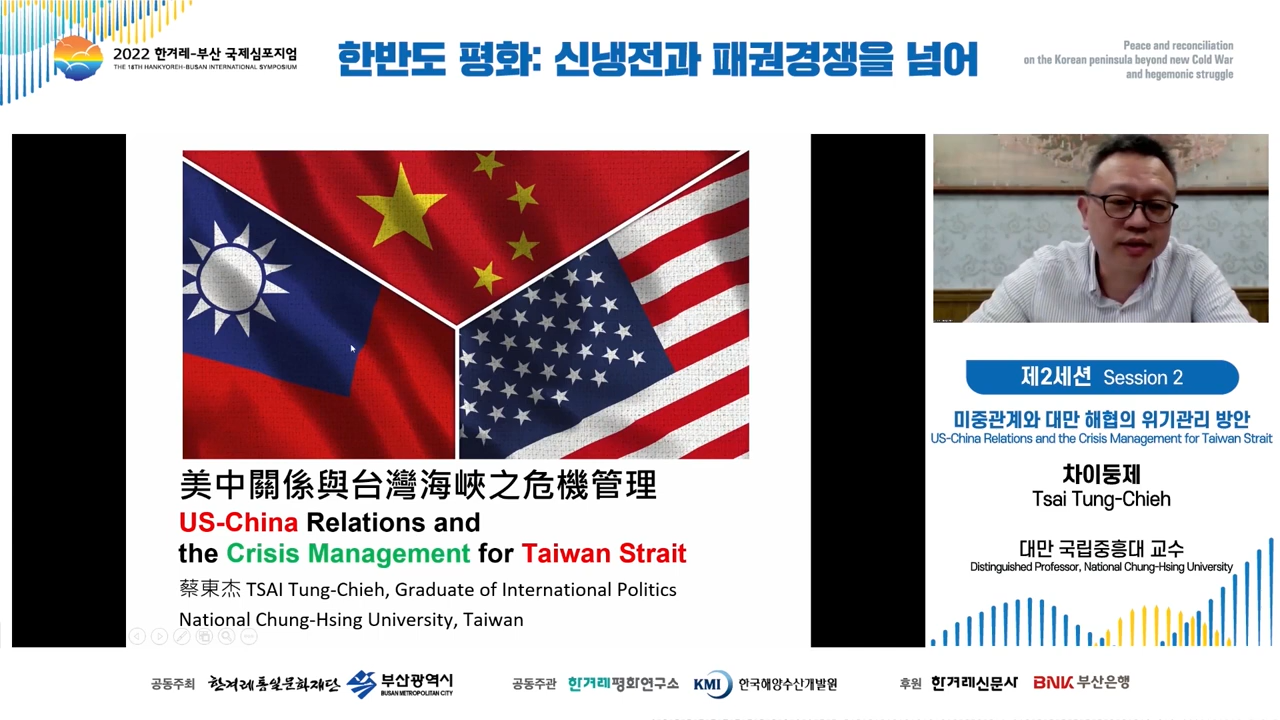 2022 한겨레-부산 국제심포지엄
THE 18TH HANKYOREH-BUSAN INTERNATIONAL SYMPOSIUM
한반도 평화: 신냉전과 패권경쟁을 넘어
Peace and reconciliation
on the Korean peninsula beyond new Cold War
and hegemonic struggle
美中關係與台灣海峽之危機管理
US-China Relations and
the Crisis Management for Taiwan Strait
蔡東杰 TSAI Tung-Chieh, Graduate of International Politics
National Chung-Hsing University, Taiwan
제2세션 Session 2
미중관계와 대만 해협의 위기관리 방안
US-China Relations and the Crisis Management for Taiwan Strait
차이둥제
Tsai Tung-Chieh
대만 국립중흥대 교수
Distinguished Professor, National Chung-Hsing University
공동주최 한겨레통일문화재단 부산광역시
BUSAN METROPOLITAN CITY
공동주관 한겨레평화연구소 KMI 한국해양수산개발원
후원 한겨레신문사 BNK 부산은행